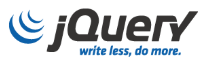 jQuery
write less, do more.